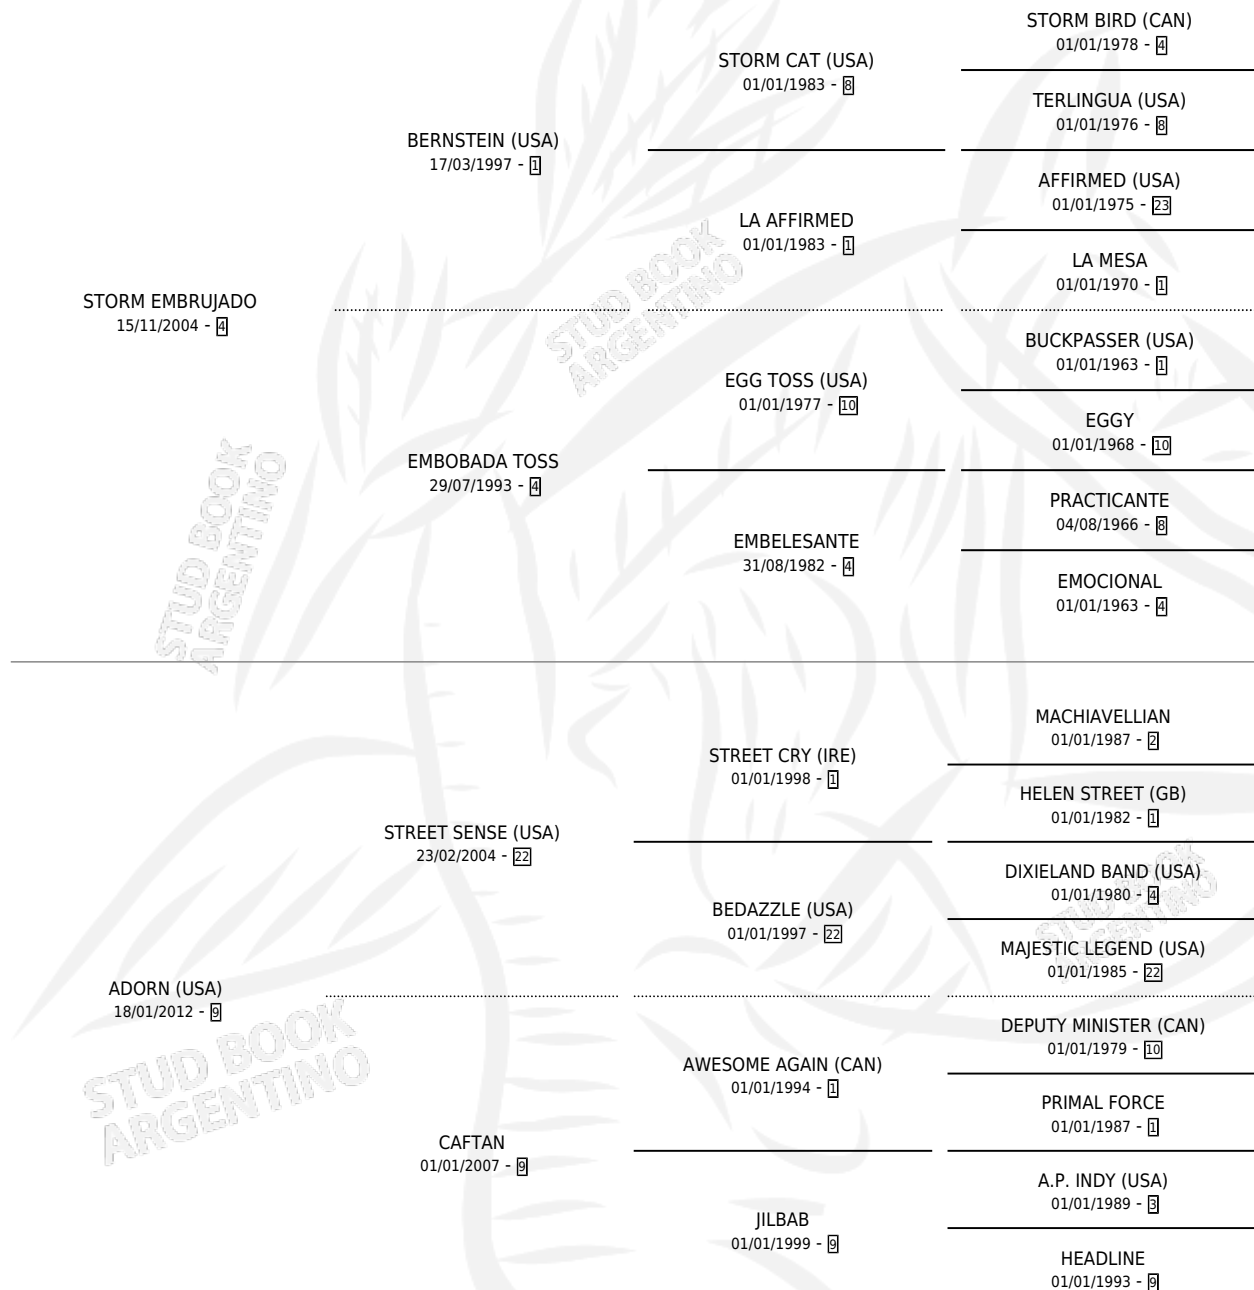 STORM BIRD (CAN)
01/01/1978 - 4
STORM CAT (USA)
01/01/1983 - 8
TERLINGUA (USA)
01/01/1976 - 8
BERNSTEIN (USA)
17/03/1997 - 1
AFFIRMED (USA)
01/01/1975 - 23
LA AFFIRMED
01/01/1983 - 1
LA MESA
01/01/1970 - 1
STORM EMBRUJADO
15/11/2004 - 4
BUCKPASSER (USA)
01/01/1963 - 1
EGG TOSS (USA)
01/01/1977 - 10
EGGY
01/01/1968 - 10
EMBOBADA TOSS
29/07/1993 - 4
PRACTICANTE
04/08/1966 - 8
EMBELESANTE
31/08/1982 - 4
EMOCIONAL
01/01/1963 - 4
MACHIAVELLIAN
01/01/1987 - 2
STREET CRY (IRE)
01/01/1998 - 1
HELEN STREET (GB)
01/01/1982 - 1
STREET SENSE (USA)
23/02/2004 - 22
DIXIELAND BAND (USA)
01/01/1980 - 4
BEDAZZLE (USA)
01/01/1997 - 22
MAJESTIC LEGEND (USA)
01/01/1985 - 22
ADORN (USA)
18/01/2012 - 9
DEPUTY MINISTER (CAN)
01/01/1979 - 10
AWESOME AGAIN (CAN)
01/01/1994 - 1
PRIMAL FORCE
01/01/1987 - 1
CAFTAN
01/01/2007 - 9
A.P. INDY (USA)
01/01/1989 - 3
JILBAB
01/01/1999 - 9
HEADLINE
01/01/1993 - 9
STUD BOOK
ARGENTINO
STUD BOOK
ARGENTINO
STUD BOOK
ARGENTINO
STUD BOOK
ARGENTINO